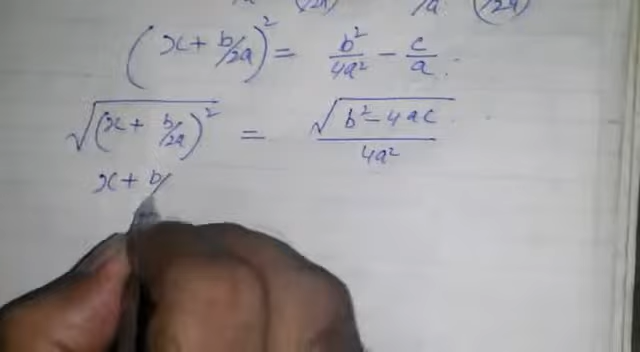 (x + b/2a)² = b²/4a² - c/a
√(x + b/2a)² = √b² - 4ac / 4a²
x + b/